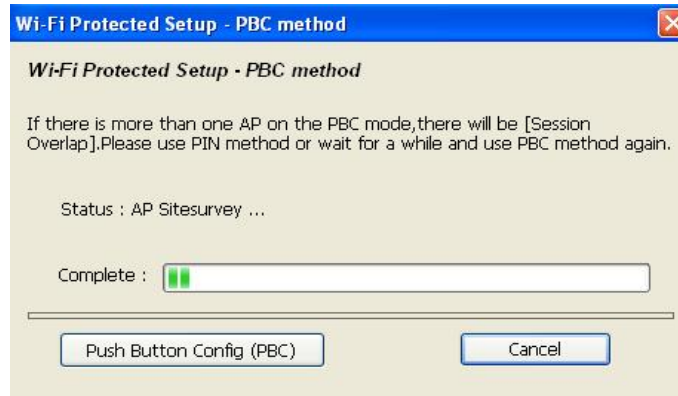 Wi-Fi Protected Setup - PBC method
Wi-Fi Protected Setup - PBC method
If there is more than one AP on the PBC mode,there will be [Session
Overlap].Please use PIN method or wait for a while and use PBC method again.
Status : AP Sitesurvey ...
Complete :
Push Button Config (PBC)
Cancel